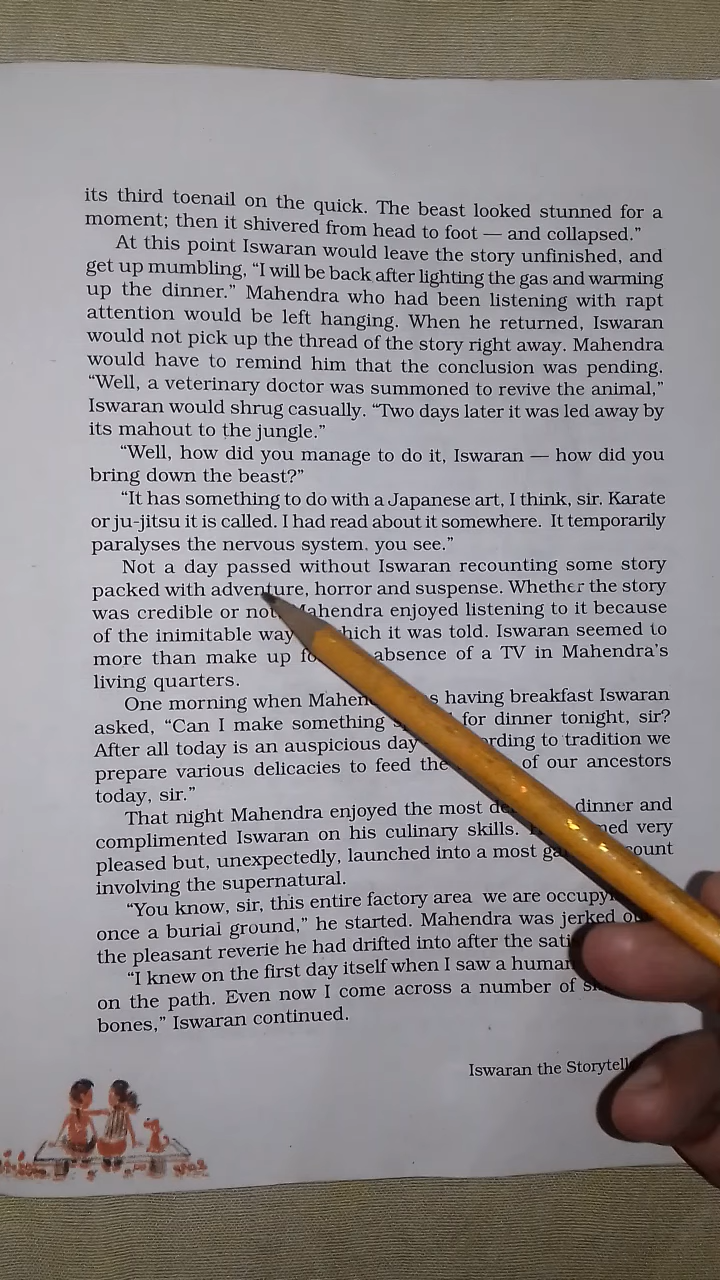 its third toenail on the quick. The beast looked stunned for a
moment; then it shivered from head to foot — and collapsed.”
At this point Iswaran would leave the story unfinished, and
get up mumbling, “I will be back after lighting the gas and warming
up the dinner.” Mahendra who had been listening with rapt
attention would be left hanging. When he returned, Iswaran
would not pick up the thread of the story right away. Mahendra
would have to remind him that the conclusion was pending.
“Well, a veterinary doctor was summoned to revive the animal,”
Iswaran would shrug casually. “Two days later it was led away by
its mahout to the jungle.”
“Well, how did you manage to do it, Iswaran — how did you
bring down the beast?”
“It has something to do with a Japanese art, I think, sir. Karate
or ju-jitsu it is called. I had read about it somewhere. It temporarily
paralyses the nervous system, you see.”
Not a day passed without Iswaran recounting some story
packed with adventure, horror and suspense. Whether the story
was credible or not, Mahendra enjoyed listening to it because
of the inimitable way which it was told. Iswaran seemed to
more than make up absence of a TV in Mahendra’s
living quarters.
One morning when having breakfast Iswaran
asked, “Can I make something for dinner tonight, sir?
After all today is an auspicious day tradition we
prepare various delicacies to feed the of our ancestors
today, sir.”
That night Mahendra enjoyed the most dinner and
complimented Iswaran on his culinary skills. very
pleased but, unexpectedly, launched into a most
involving the supernatural.
“You know, sir, this entire factory area we are
once a burial ground,” he started. Mahendra was jerked
the pleasant reverie he had drifted into after the
“I knew on the first day itself when I saw a human
on the path. Even now I come across a number of
bones,” Iswaran continued.
Iswaran the